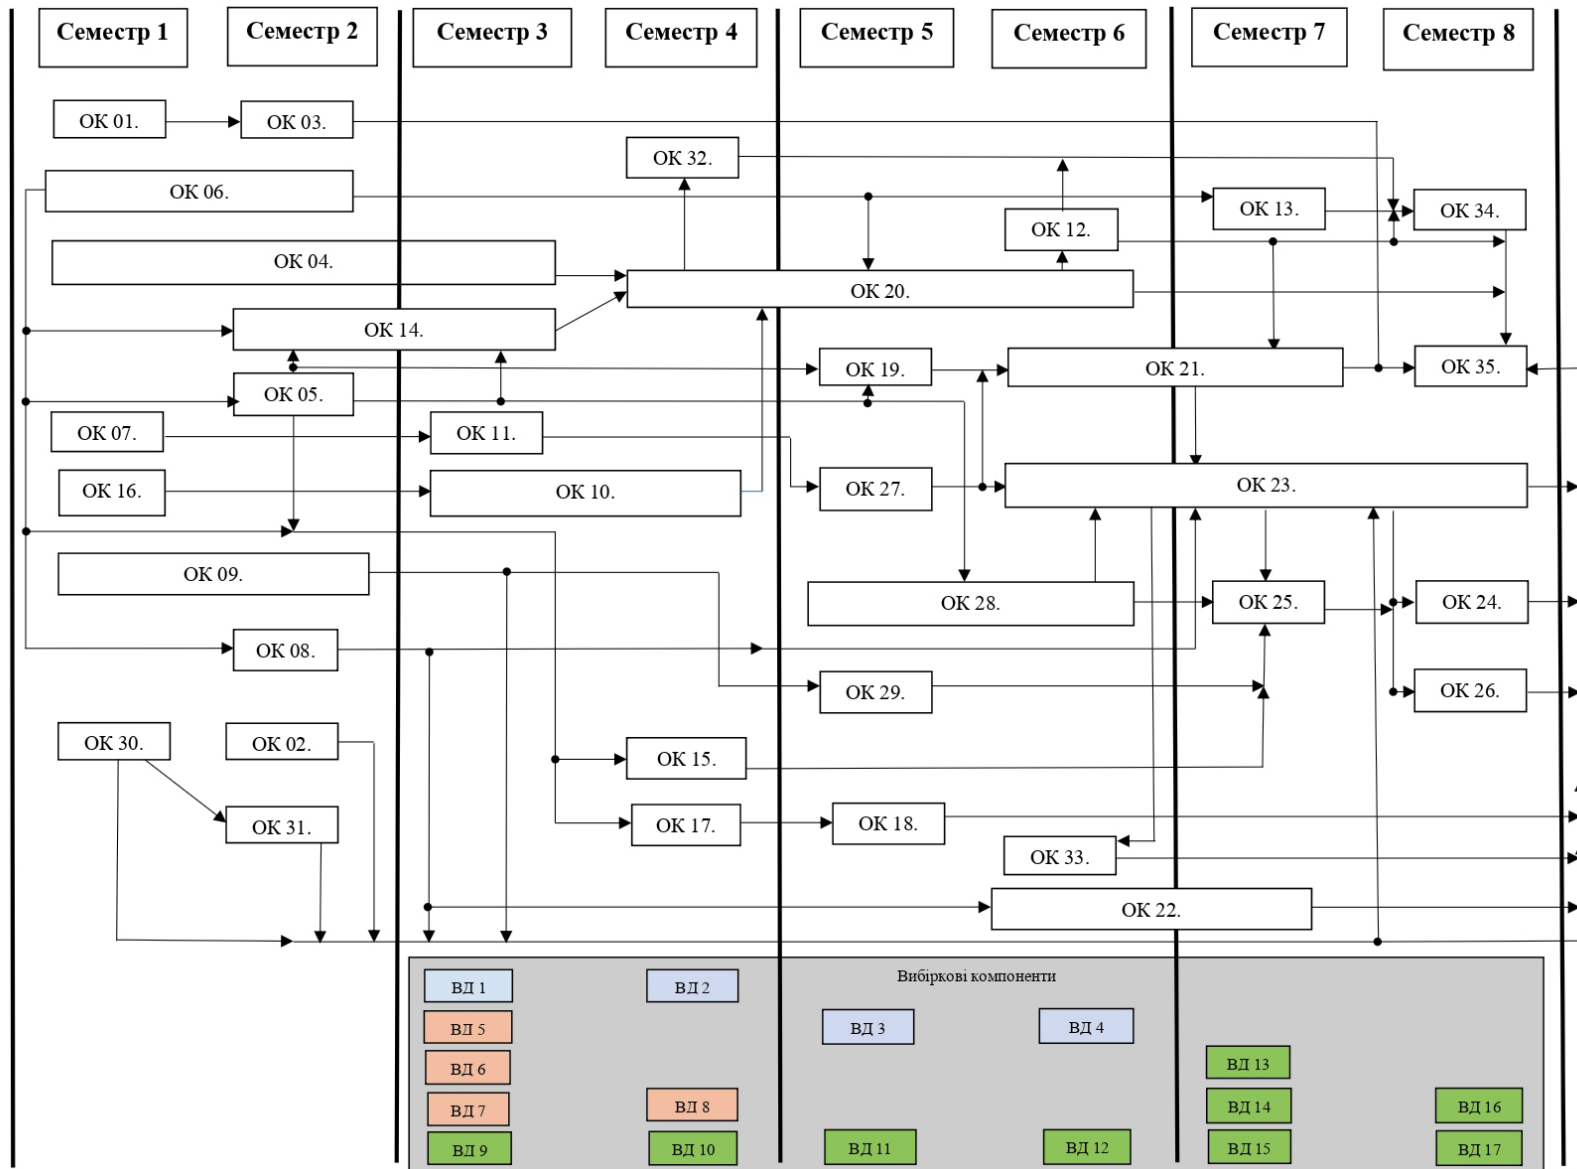 Семестр 1
Семестр 2
Семестр 3
Семестр 4
Семестр 5
Семестр 6
Семестр 7
Семестр 8
ОК 01.
ОК 03.
ОК 32.
ОК 06.
ОК 13.
ОК 34.
ОК 12.
ОК 04.
ОК 20.
ОК 14.
ОК 19.
ОК 21.
ОК 35.
ОК 05.
ОК 07.
ОК 11.
ОК 16.
ОК 10.
ОК 27.
ОК 23.
ОК 09.
ОК 28.
ОК 25.
ОК 24.
ОК 08.
ОК 29.
ОК 26.
ОК 30.
ОК 02.
ОК 15.
ОК 31.
ОК 17.
ОК 18.
ОК 33.
ОК 22.
Вибіркові компоненти
ВД 1
ВД 2
ВД 5
ВД 3
ВД 4
ВД 6
ВД 13
ВД 7
ВД 8
ВД 14
ВД 16
ВД 9
ВД 10
ВД 11
ВД 12
ВД 15
ВД 17